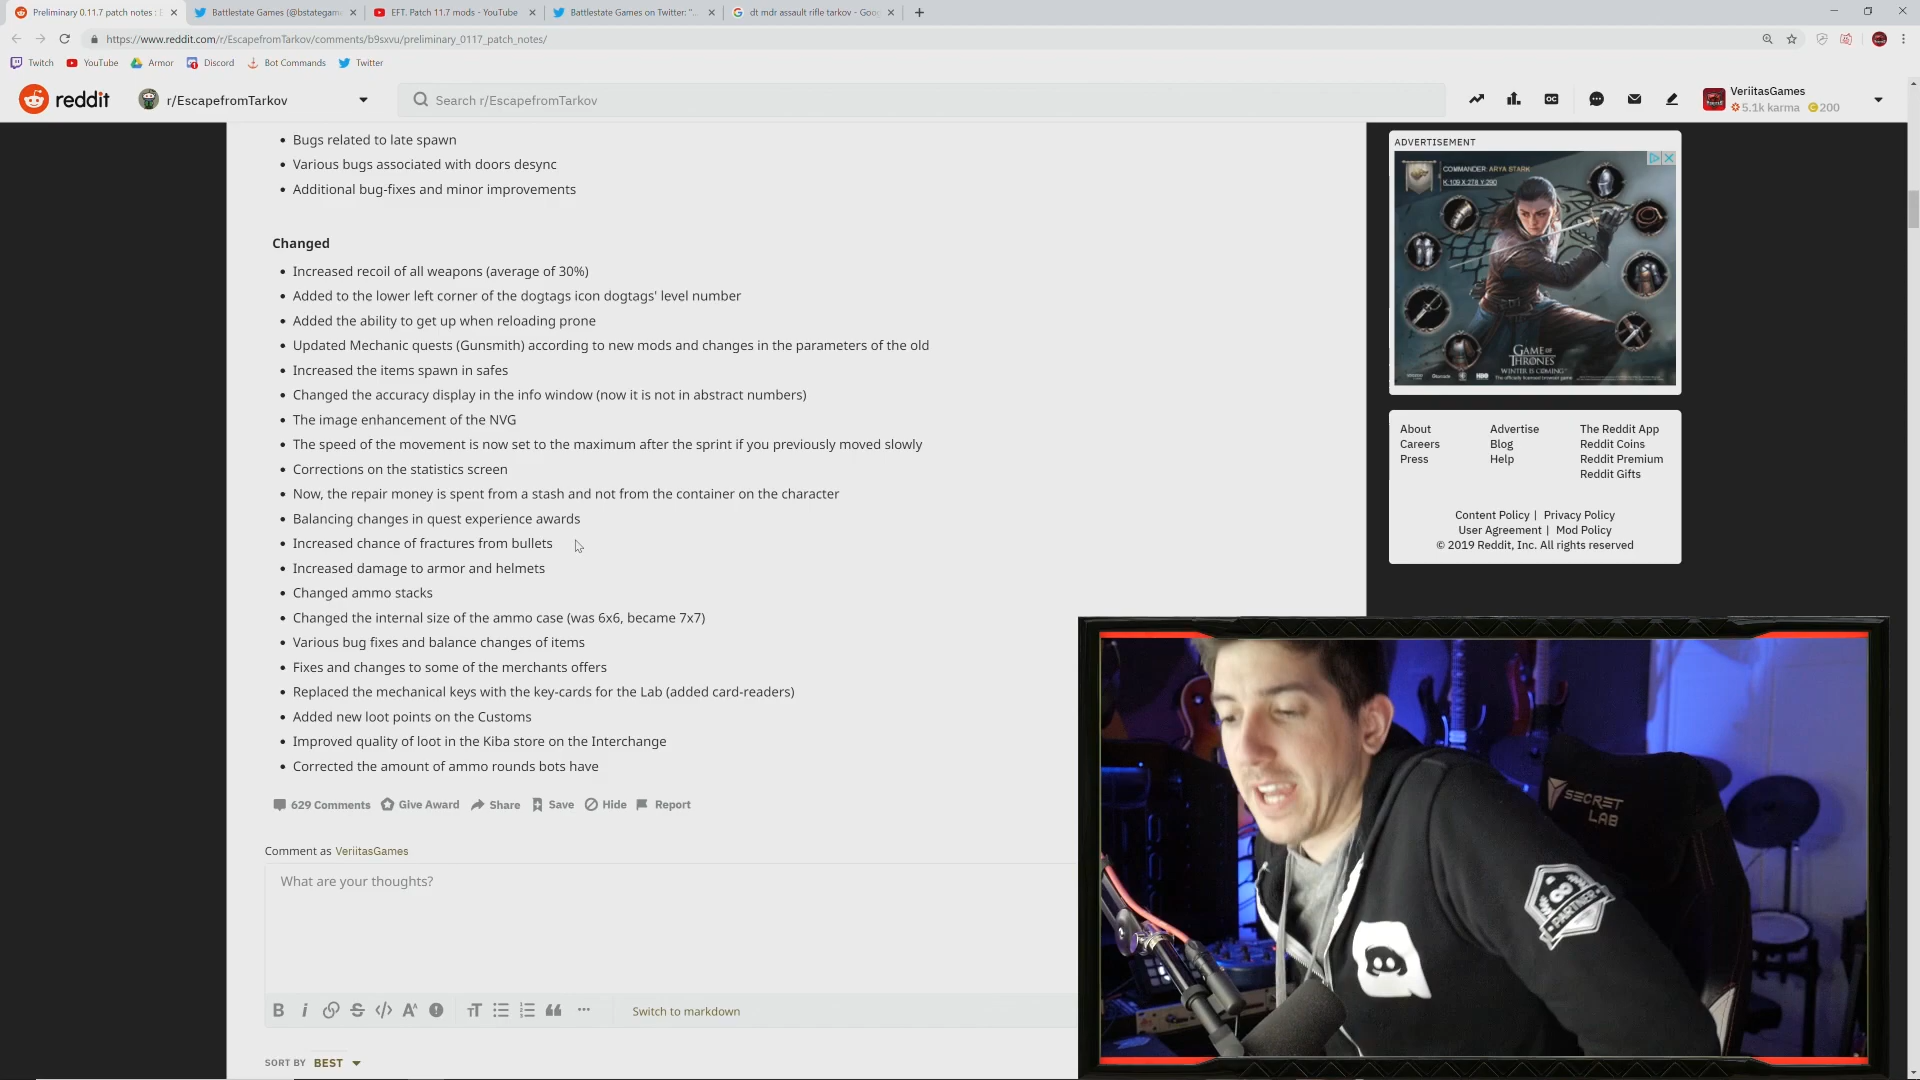 Preliminary 0.11.7 patch notes :
Battlestate Games (@bstategam
EFT. Patch 11.7 mods - YouTube
Battlestate Games on Twitter: "...
dt mdr assault rifle tarkov - Goo
https://www.reddit.com/r/EscapefromTarkov/comments/b9sxvu/preliminary_0117_patch_notes/
Twitch
YouTube
Armor
Discord
Bot Commands
Twitter
reddit
r/EscapefromTarkov
Search r/EscapefromTarkov
OC
VeriitasGames
5.1k karma
200
• Bugs related to late spawn
• Various bugs associated with doors desync
• Additional bug-fixes and minor improvements
Changed
• Increased recoil of all weapons (average of 30%)
• Added to the lower left corner of the dogtags icon dogtags' level number
• Added the ability to get up when reloading prone
• Updated Mechanic quests (Gunsmith) according to new mods and changes in the parameters of the old
• Increased the items spawn in safes
• Changed the accuracy display in the info window (now it is not in abstract numbers)
• The image enhancement of the NVG
• The speed of the movement is now set to the maximum after the sprint if you previously moved slowly
• Corrections on the statistics screen
• Now, the repair money is spent from a stash and not from the container on the character
• Balancing changes in quest experience awards
• Increased chance of fractures from bullets
• Increased damage to armor and helmets
• Changed ammo stacks
• Changed the internal size of the ammo case (was 6x6, became 7x7)
• Various bug fixes and balance changes of items
• Fixes and changes to some of the merchants offers
• Replaced the mechanical keys with the key-cards for the Lab (added card-readers)
• Added new loot points on the Customs
• Improved quality of loot in the Kiba store on the Interchange
• Corrected the amount of ammo rounds bots have
629 Comments Give Award Share Save Hide Report
Comment as VeriitasGames
What are your thoughts?
Switch to markdown
SORT BY BEST
ADVERTISEMENT
COMMANDER: ARYA STARK
K:109 X:278 Y:290
GAME OF
THRONES
WINTER IS COMING
The officially licensed browser game
About Advertise The Reddit App
Careers Blog Reddit Coins
Press Help Reddit Premium
Reddit Gifts
Content Policy | Privacy Policy
User Agreement | Mod Policy
© 2019 Reddit, Inc. All rights reserved
SECRET
LAB
PARTNER